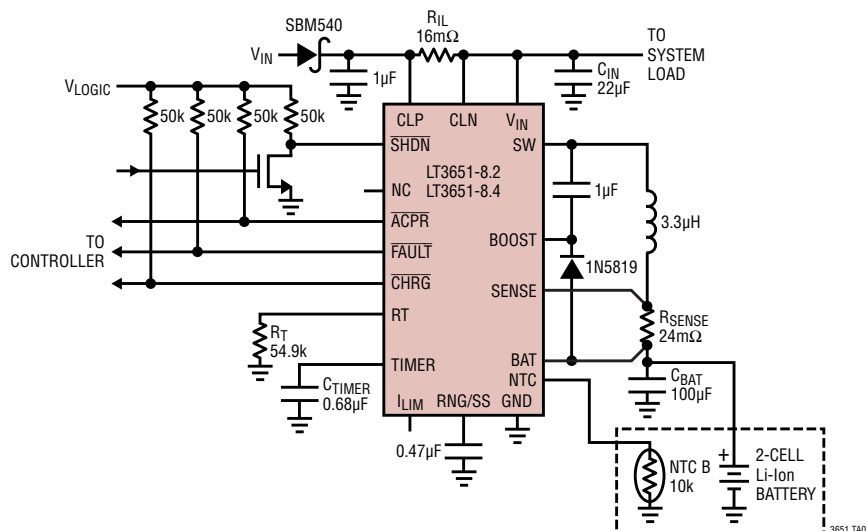 SBM540
V_IN
R_IL
16mΩ
TO
SYSTEM
LOAD
1µF
C_IN
22µF
V_LOGIC
50k
50k
50k
50k
CLP
CLN
V_IN
SHDN
SW
LT3651-8.2
LT3651-8.4
NC
1µF
3.3µH
ACPR
TO
CONTROLLER
FAULT
BOOST
1N5819
CHRG
SENSE
RT
R_T
54.9k
R_SENSE
24mΩ
TIMER
BAT
NTC
C_TIMER
0.68µF
C_BAT
100µF
I_LIM
RNG/SS
GND
0.47µF
NTC B
10k
+
2-CELL
Li-Ion
BATTERY